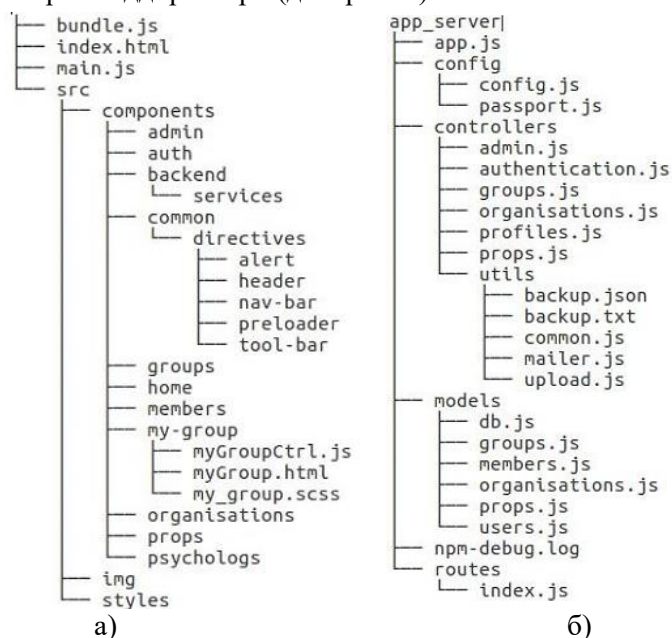 ├── bundle.js
├── index.html
├── main.js
└── src
    ├── components
    │   ├── admin
    │   ├── auth
    │   ├── backend
    │   │   └── services
    │   ├── common
    │   │   └── directives
    │   │       ├── alert
    │   │       ├── header
    │   │       ├── nav-bar
    │   │       ├── preloader
    │   │       └── tool-bar
    │   ├── groups
    │   ├── home
    │   ├── members
    │   ├── my-group
    │   │   ├── myGroupCtrl.js
    │   │   ├── myGroup.html
    │   │   └── my_group.scss
    │   ├── organisations
    │   ├── props
    │   └── psychologs
    ├── img
    └── styles
а)
app_server
├── app.js
├── config
│   ├── config.js
│   └── passport.js
├── controllers
│   ├── admin.js
│   ├── authentication.js
│   ├── groups.js
│   ├── organisations.js
│   ├── profiles.js
│   ├── props.js
│   └── utils
│       ├── backup.json
│       ├── backup.txt
│       ├── common.js
│       ├── mailer.js
│       └── upload.js
├── models
│   ├── db.js
│   ├── groups.js
│   ├── members.js
│   ├── organisations.js
│   ├── props.js
│   └── users.js
├── npm-debug.log
└── routes
    └── index.js
б)